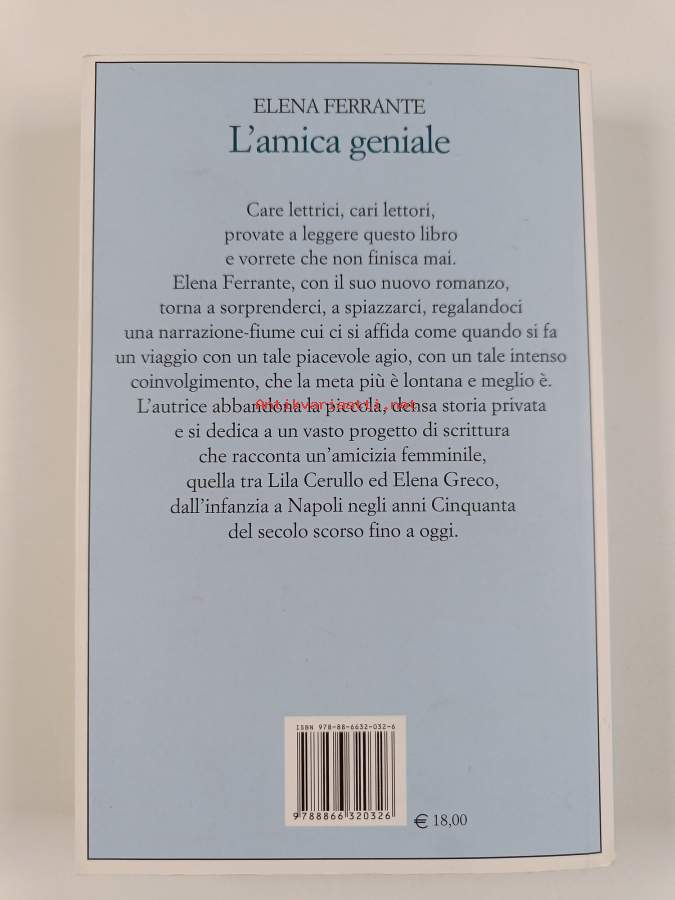 ELENA FERRANTE
L'amica geniale
Care lettrici, cari lettori,
provate a leggere questo libro
e vorrete che non finisca mai.
Elena Ferrante, con il suo nuovo romanzo,
torna a sorprenderci, a spiazzarci, regalandoci
una narrazione-fiume cui ci si affida come quando si fa
un viaggio con un tale piacevole agio, con un tale intenso
coinvolgimento, che la meta più è lontana e meglio è.
L'autrice abbandona la piccola, densa storia privata
Antikvariaatti.net
e si dedica a un vasto progetto di scrittura
che racconta un'amicizia femminile,
quella tra Lila Cerullo ed Elena Greco,
dall'infanzia a Napoli negli anni Cinquanta
del secolo scorso fino a oggi.
ISBN 978-88-6632-032-6
9788866320326
€ 18,00